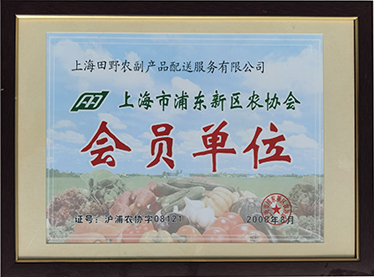 上海田野农副产品配送服务有限公司
上海市浦东新区农协会
会员单位
证号：沪浦农协字08121
2008年8月